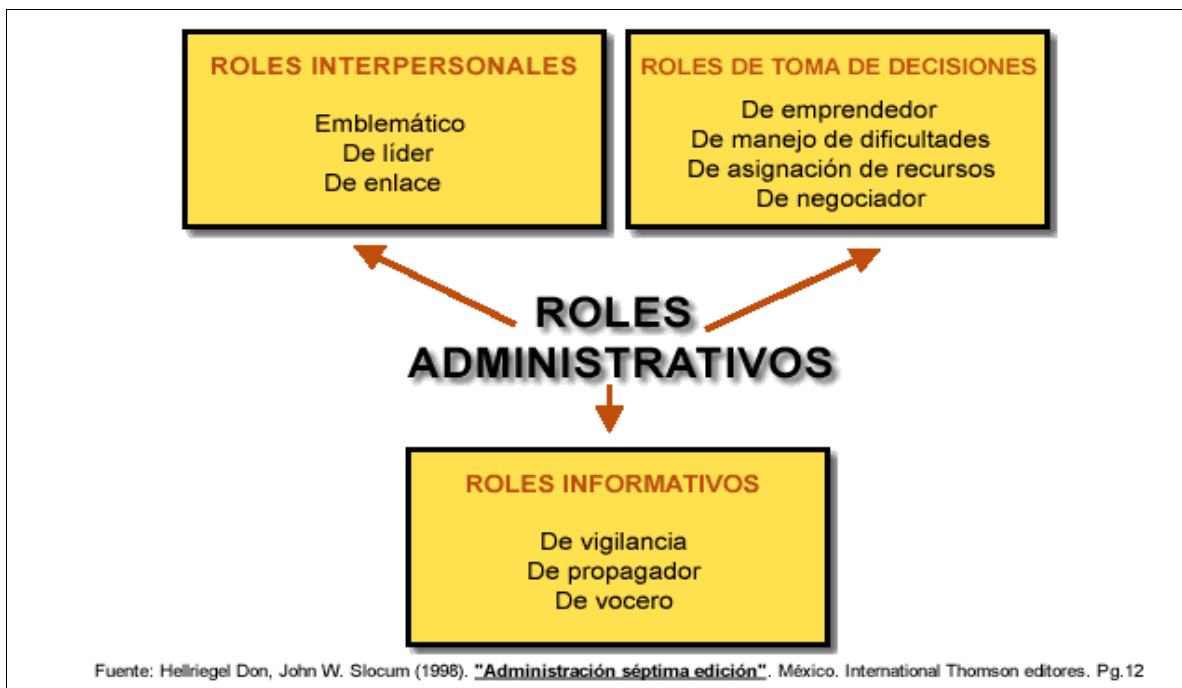 ROLES INTERPERSONALES
Emblemático
De líder
De enlace
ROLES DE TOMA DE DECISIONES
De emprendedor
De manejo de dificultades
De asignación de recursos
De negociador
ROLES
ADMINISTRATIVOS
ROLES INFORMATIVOS
De vigilancia
De propagador
De vocero
Fuente: Hellriegel Don, John W. Slocum (1998). "Administración séptima edición". México. International Thomson editores. Pg.12